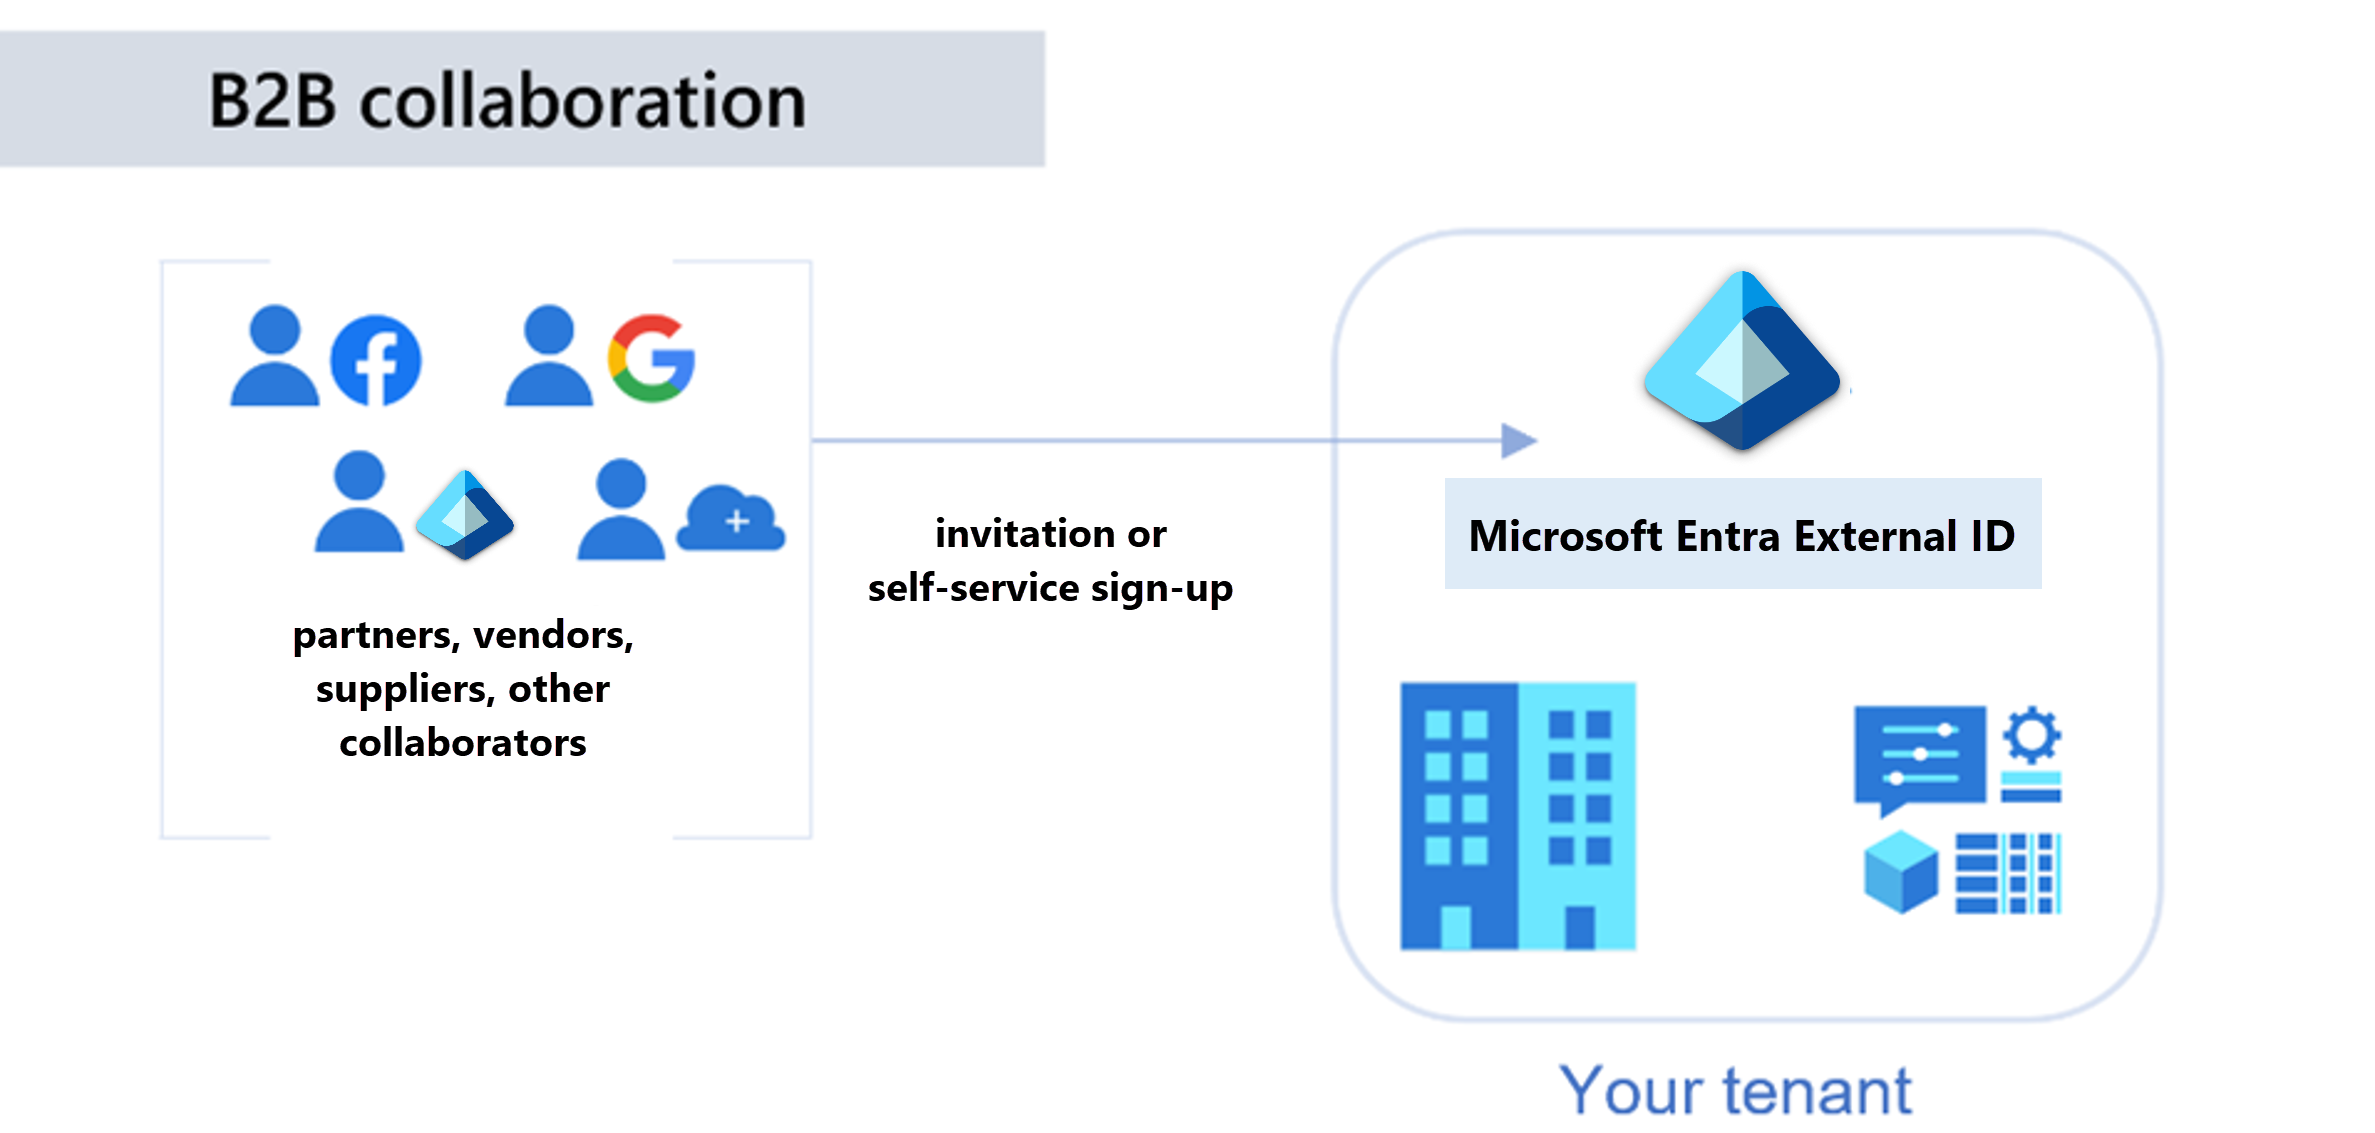 B2B collaboration
partners, vendors,
suppliers, other
collaborators
invitation or
self-service sign-up
Microsoft Entra External ID
Your tenant